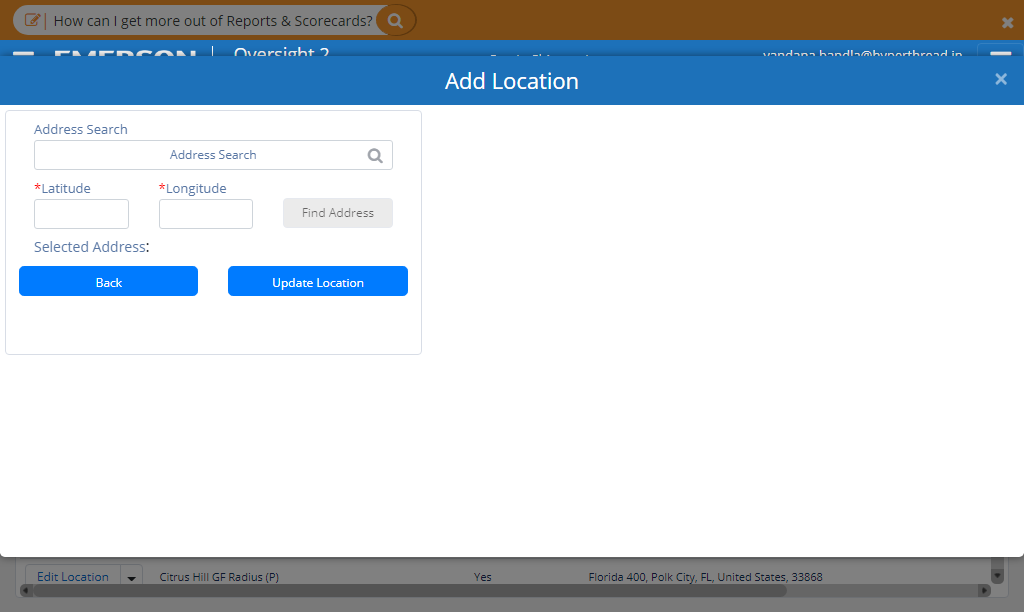 How can I get more out of Reports & Scorecards?
EMERSON Oversight 2 vandana.bandla@hyperthread.in
Add Location
Address Search
Address Search
*Latitude *Longitude
Find Address
Selected Address:
Back Update Location
Edit Location Citrus Hill GF Radius (P) Yes Florida 400, Polk City, FL, United States, 33868